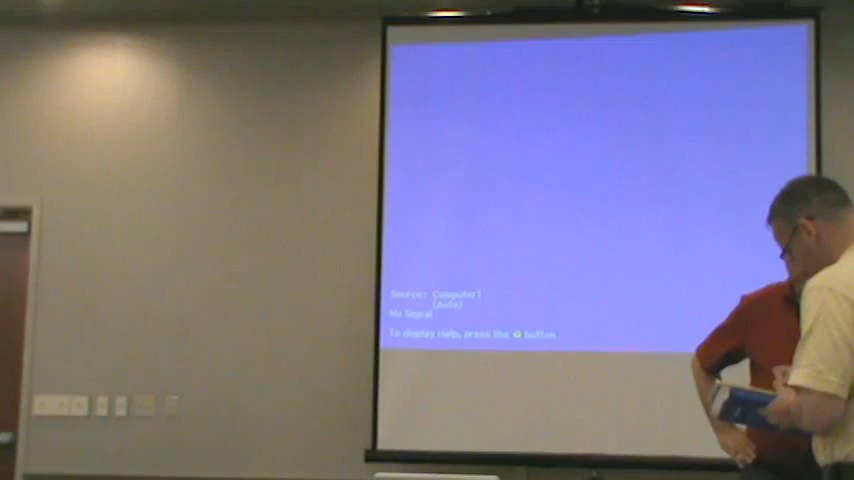 Source: Computer1
(Auto)
No Signal
To display Help, press the ? button